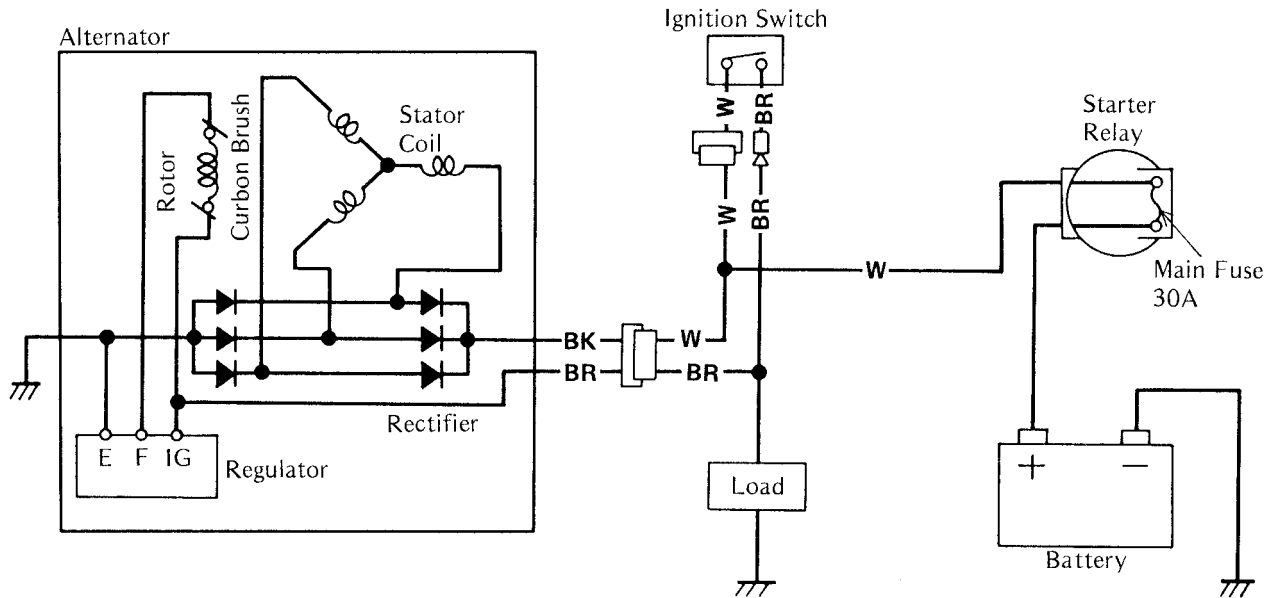 Ignition Switch
Alternator
W
BR
Starter
Relay
Stator
Coil
Rotor
Curbon Brush
W
BR
W
Main Fuse
30A
BK
W
BR
BR
Rectifier
E F IG
Regulator
Load
+ −
Battery